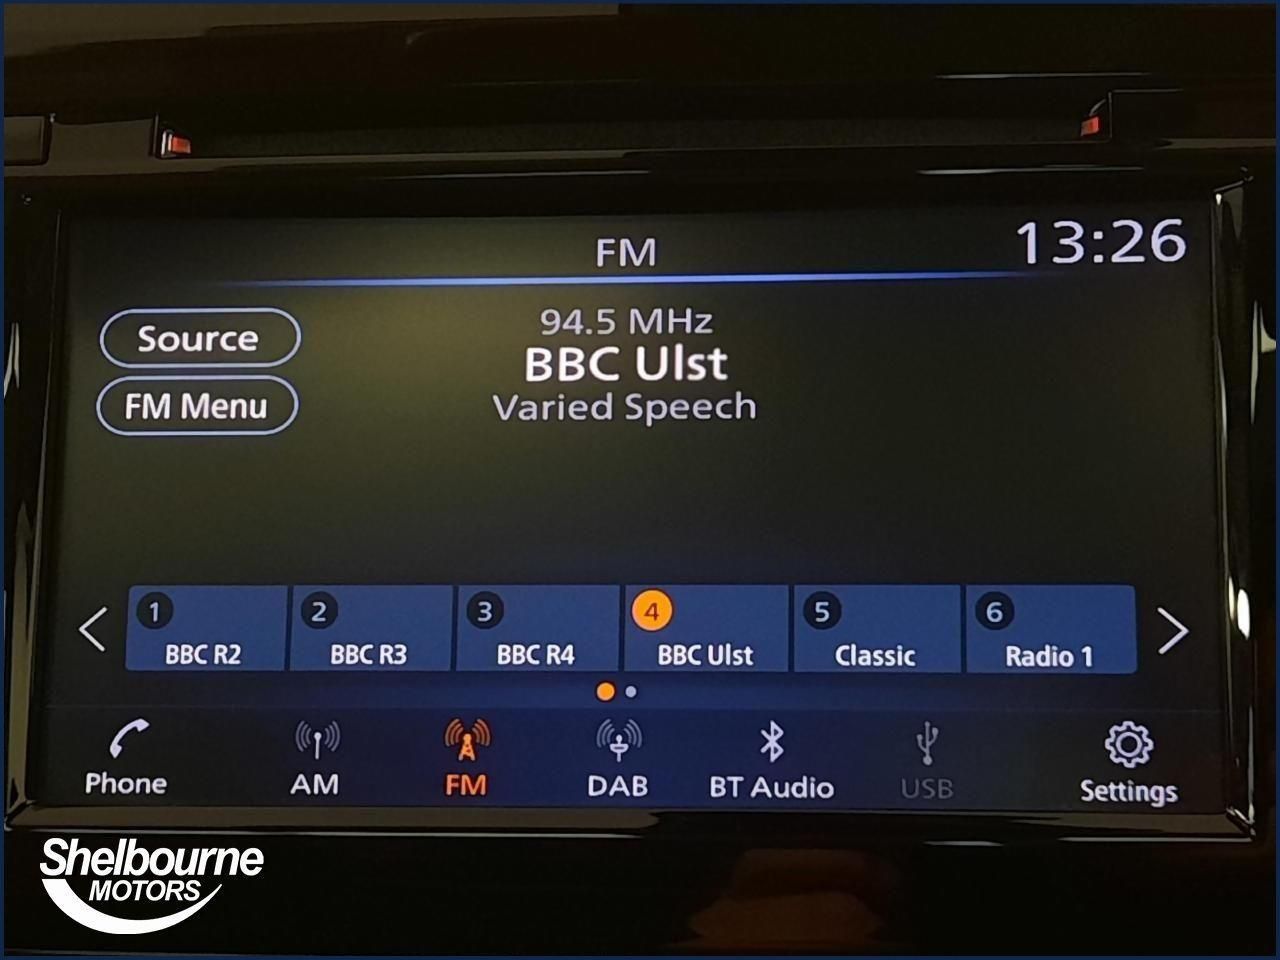 FM
13:26
Source
FM Menu
94.5 MHz
BBC Ulst
Varied Speech
1
BBC R2
2
BBC R3
3
BBC R4
4
BBC Ulst
5
Classic
6
Radio 1
Phone
AM
FM
DAB
BT Audio
USB
Settings
Shelbourne
MOTORS